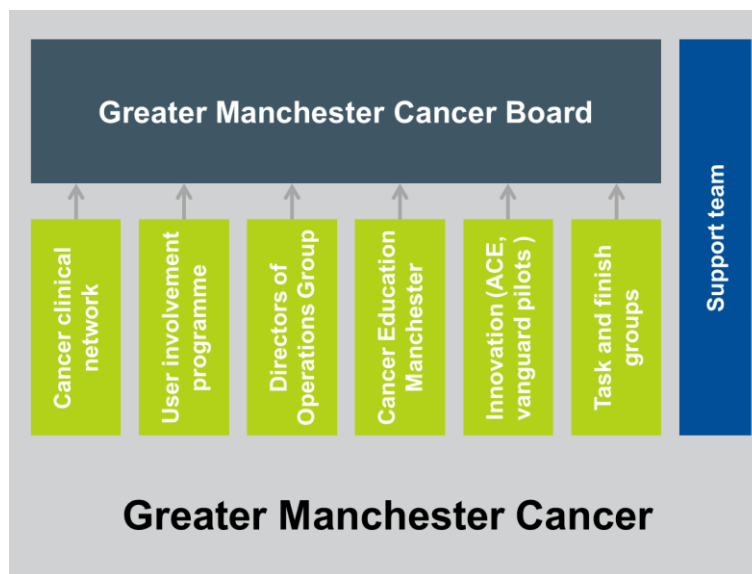 Greater Manchester Cancer Board
Cancer clinical
network
User involvement
programme
Directors of
Operations Group
Cancer Education
Manchester
Innovation (ACE,
vanguard pilots )
Task and finish
groups
Support team
Greater Manchester Cancer